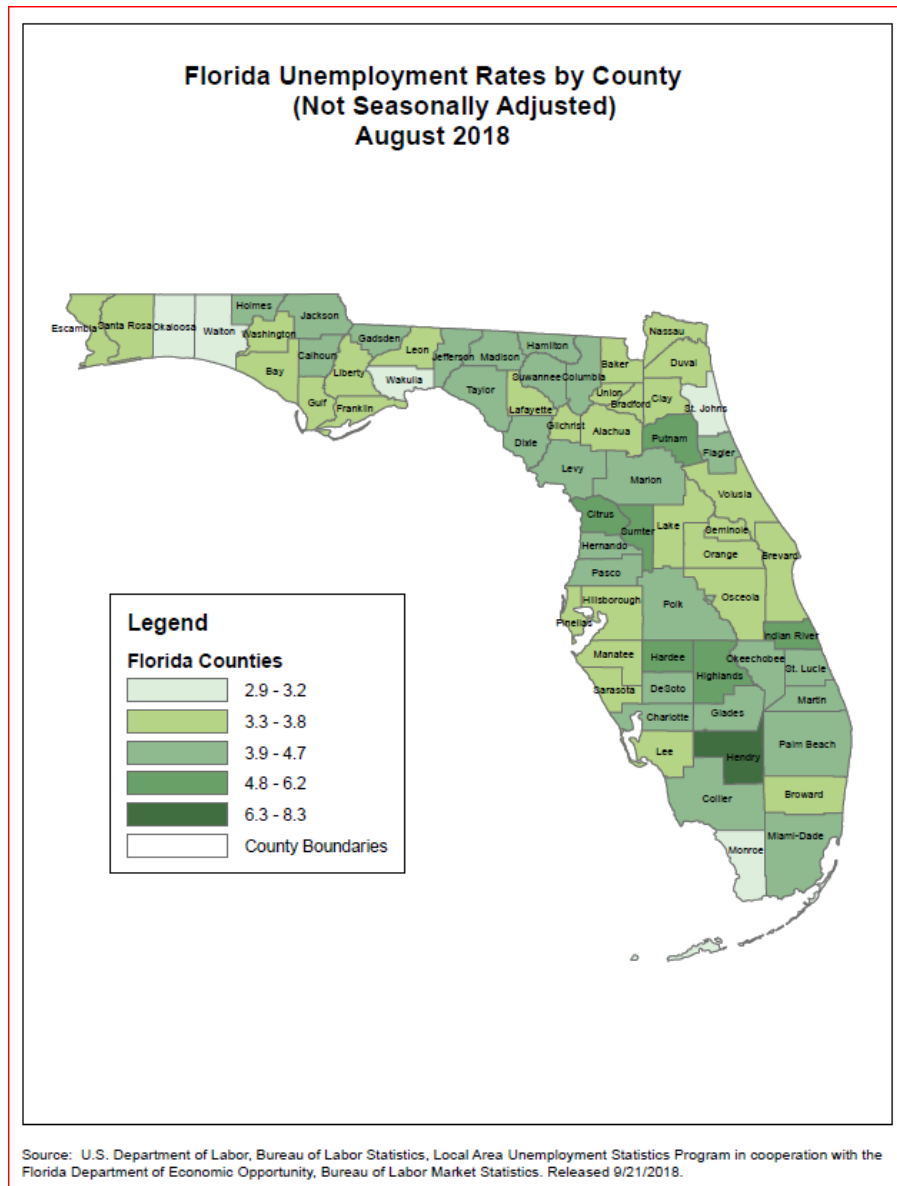 Florida Unemployment Rates by County
(Not Seasonally Adjusted)
August 2018
Holmes
Jackson
Escambia
Santa Rosa
Okaloosa
Walton
Washington
Gadsden
Leon
Jefferson
Madison
Hamilton
Nassau
Calhoun
Baker
Duval
Bay
Liberty
Wakulla
Taylor
Suwannee
Columbia
Union
Bradford
Clay
St. Johns
Gulf
Franklin
Lafayette
Gilchrist
Alachua
Putnam
Dixie
Flagler
Levy
Marion
Volusia
Citrus
Sumter
Lake
Seminole
Hernando
Orange
Brevard
Pasco
Osceola
Hillsborough
Polk
Pinellas
Indian River
Manatee
Hardee
Okeechobee
Highlands
St. Lucie
Sarasota
DeSoto
Martin
Charlotte
Glades
Palm Beach
Lee
Hendry
Collier
Broward
Miami-Dade
Monroe
Legend
Florida Counties
2.9 - 3.2
3.3 - 3.8
3.9 - 4.7
4.8 - 6.2
6.3 - 8.3
County Boundaries
Source: U.S. Department of Labor, Bureau of Labor Statistics, Local Area Unemployment Statistics Program in cooperation with the
Florida Department of Economic Opportunity, Bureau of Labor Market Statistics. Released 9/21/2018.